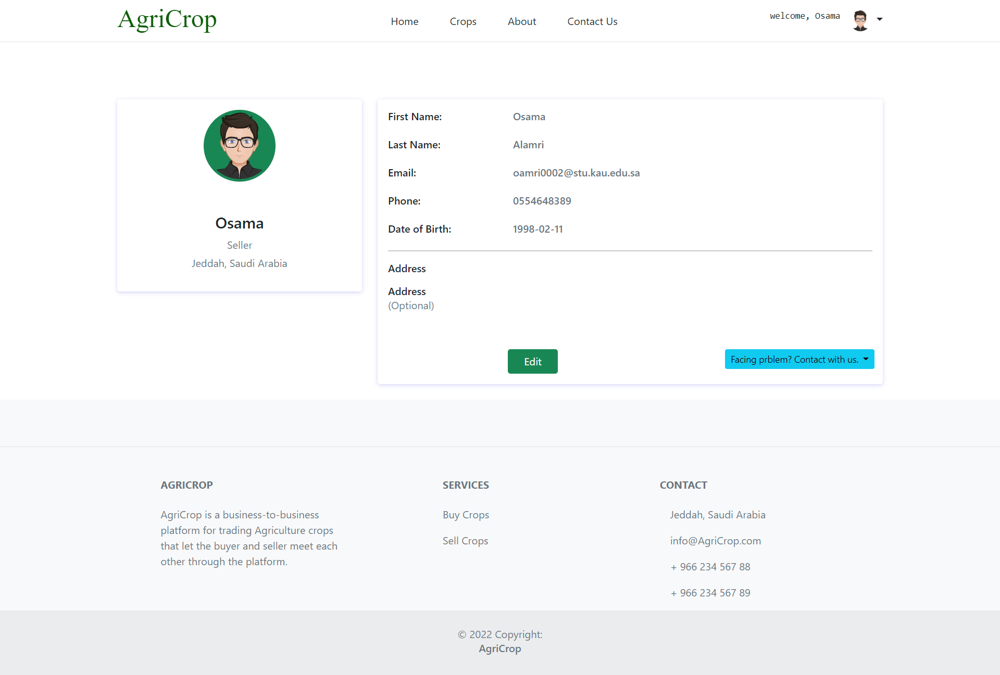 AgriCrop
Home Crops About Contact Us
welcome, Osama
Osama
Seller
Jeddah, Saudi Arabia
First Name: Osama
Last Name: Alamri
Email: oamri0002@stu.kau.edu.sa
Phone: 0554648389
Date of Birth: 1998-02-11
Address
Address
(Optional)
Edit
Facing prblem? Contact with us.
AGRICROP
AgriCrop is a business-to-business
platform for trading Agriculture crops
that let the buyer and seller meet each
other through the platform.
SERVICES
Buy Crops
Sell Crops
CONTACT
Jeddah, Saudi Arabia
info@AgriCrop.com
+ 966 234 567 88
+ 966 234 567 89
© 2022 Copyright:
AgriCrop